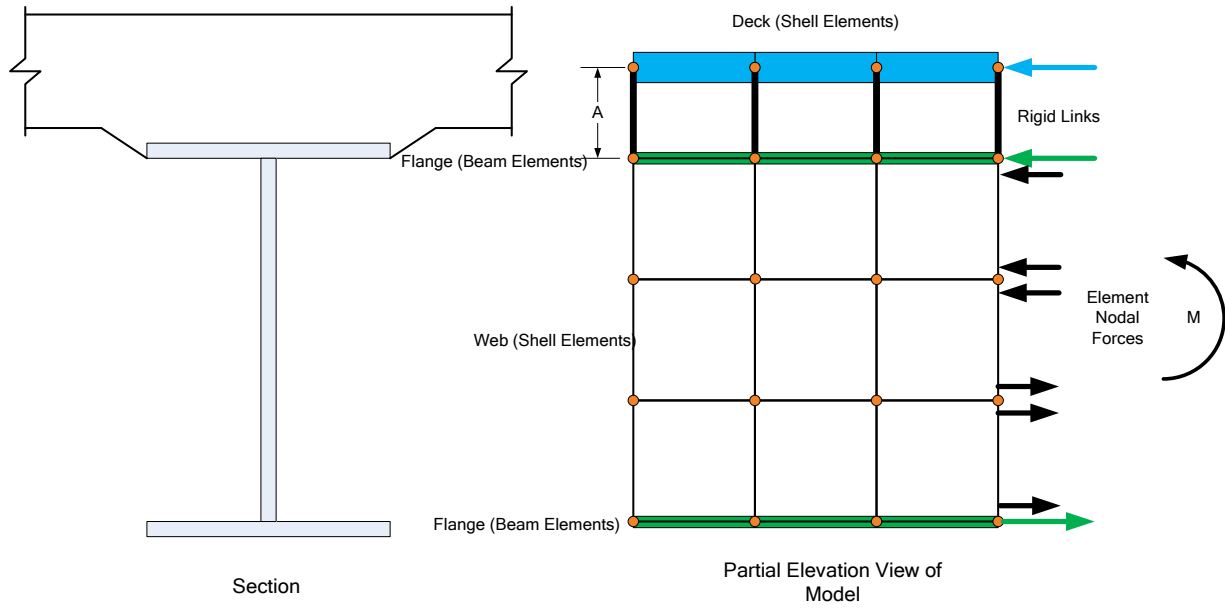 Deck (Shell Elements)
A
Rigid Links
Flange (Beam Elements)
Element
Nodal
Forces
M
Web (Shell Elements)
Flange (Beam Elements)
Section
Partial Elevation View of
Model